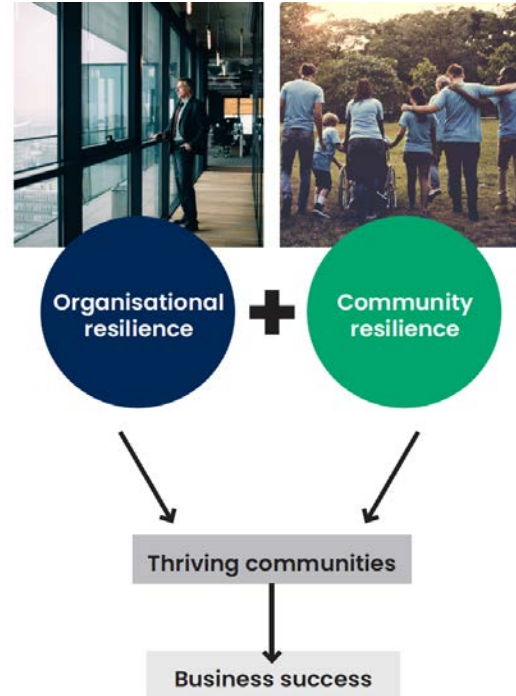 Organisational
resilience
Community
resilience
Thriving communities
Business success